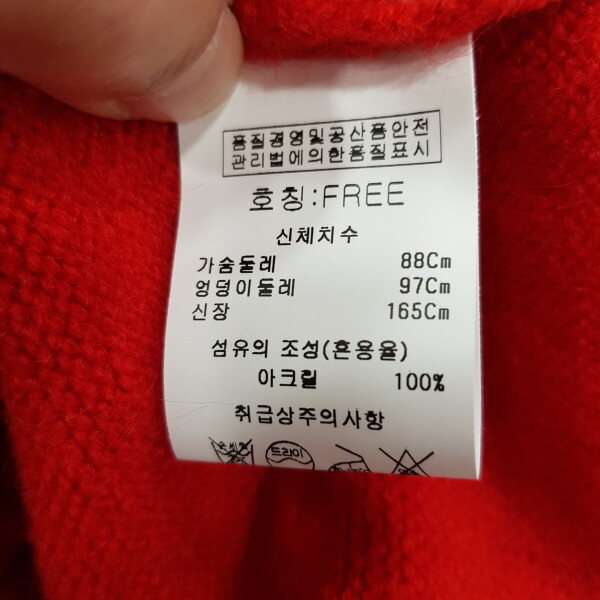 품질경영및공산품안전
관리법에의한품질표시
호칭:FREE
신체치수
가슴둘레 88Cm
엉덩이둘레 97Cm
신장 165Cm
섬유의 조성(혼용율)
아크릴 100%
취급상주의사항
드라이